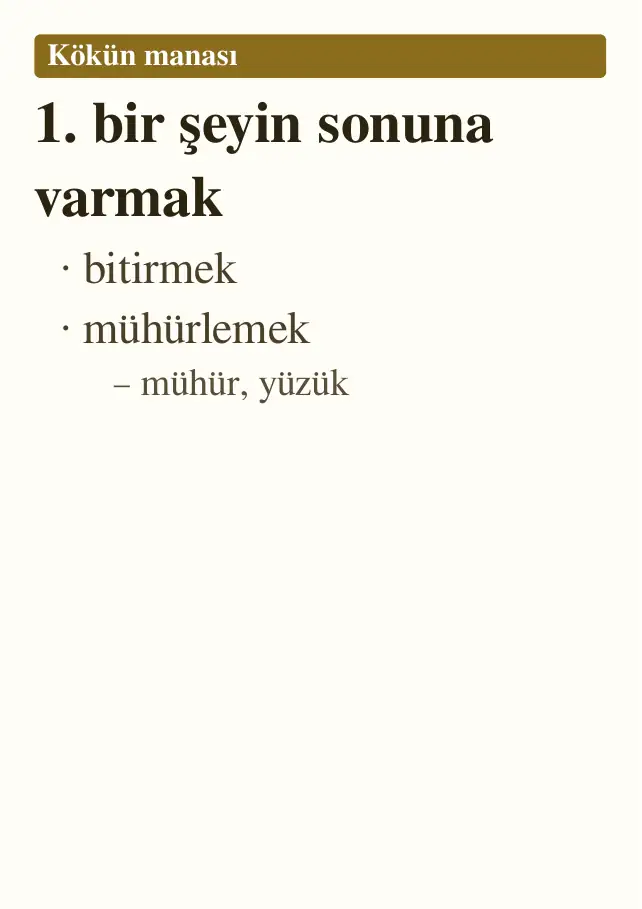 Kökün manası
1. bir şeyin sonuna
varmak
· bitirmek
· mühürlemek
– mühür, yüzük